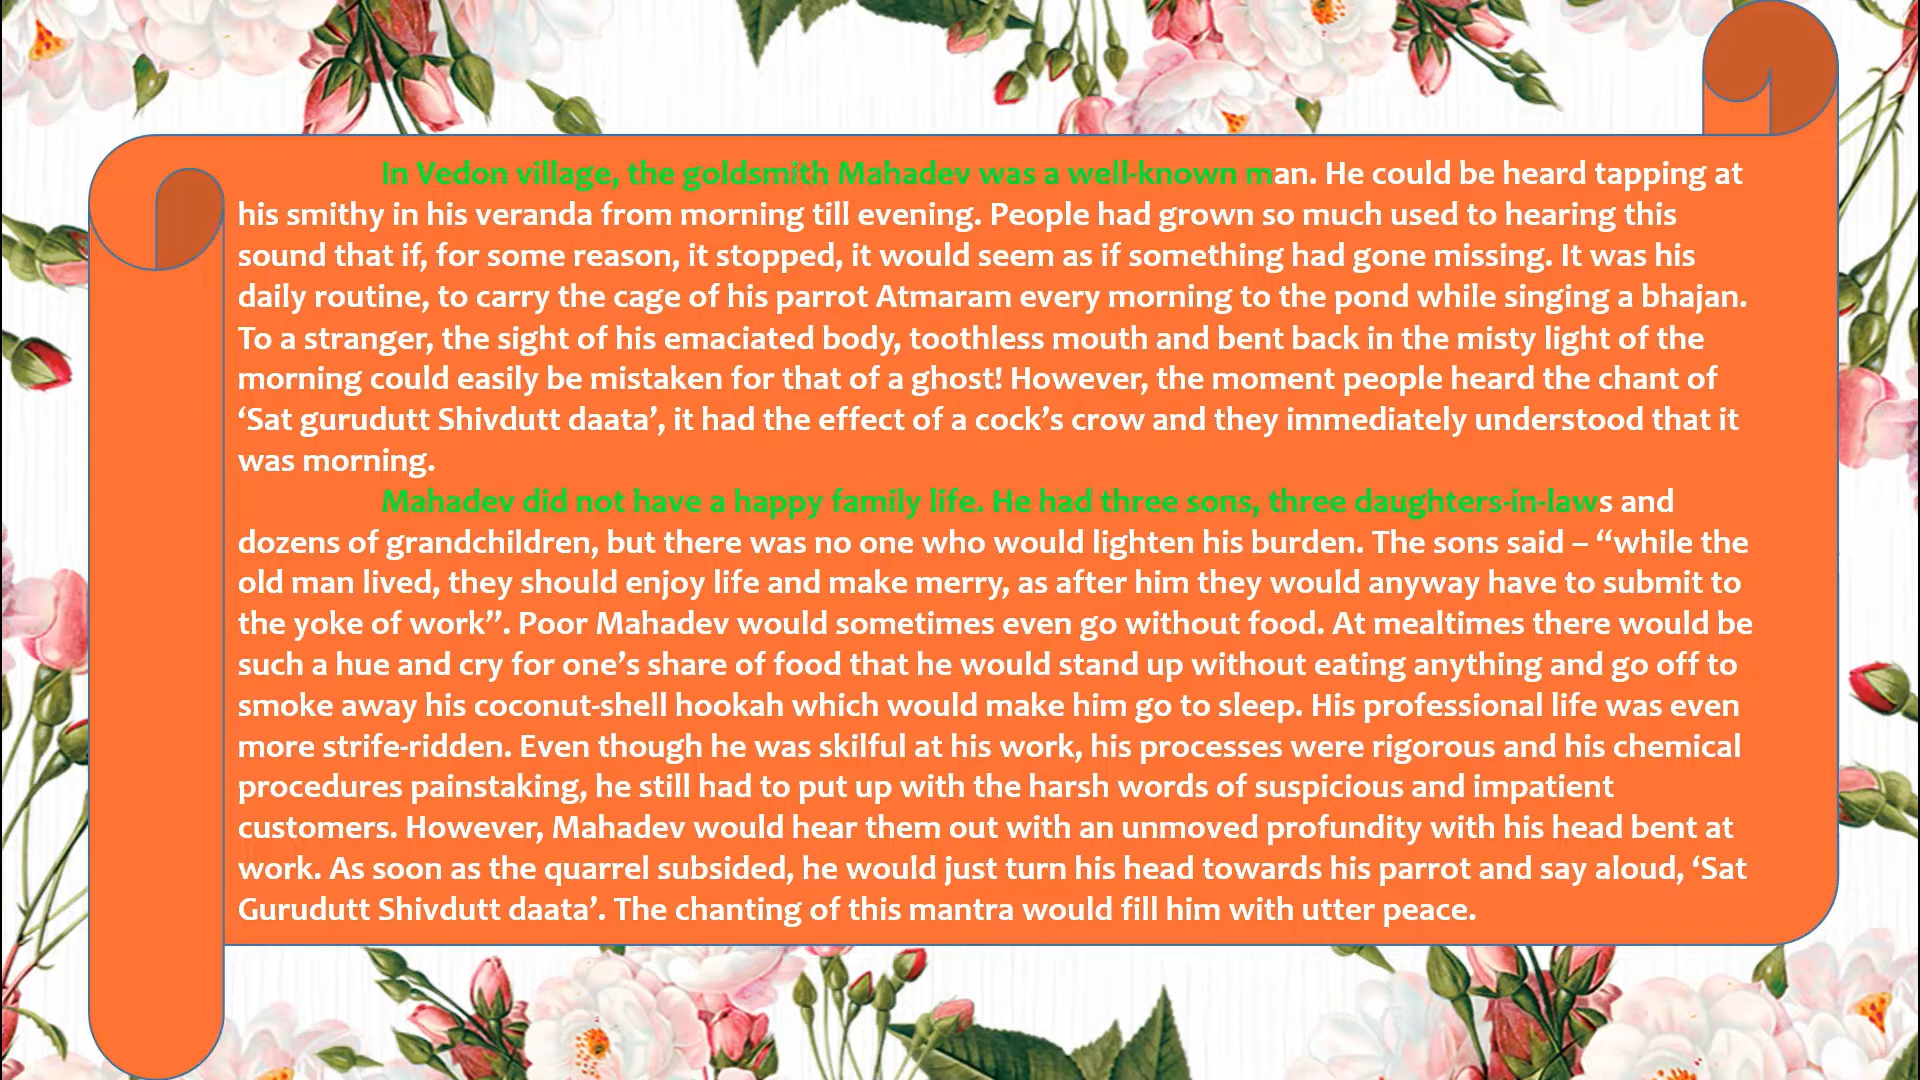 In Vedon village, the goldsmith Mahadev was a well-known man. He could be heard tapping at
his smithy in his veranda from morning till evening. People had grown so much used to hearing this
sound that if, for some reason, it stopped, it would seem as if something had gone missing. It was his
daily routine, to carry the cage of his parrot Atmaram every morning to the pond while singing a bhajan.
To a stranger, the sight of his emaciated body, toothless mouth and bent back in the misty light of the
morning could easily be mistaken for that of a ghost! However, the moment people heard the chant of
‘Sat gurudutt Shivdutt daata’, it had the effect of a cock’s crow and they immediately understood that it
was morning.
Mahadev did not have a happy family life. He had three sons, three daughters-in-laws and
dozens of grandchildren, but there was no one who would lighten his burden. The sons said – “while the
old man lived, they should enjoy life and make merry, as after him they would anyway have to submit to
the yoke of work”. Poor Mahadev would sometimes even go without food. At mealtimes there would be
such a hue and cry for one’s share of food that he would stand up without eating anything and go off to
smoke away his coconut-shell hookah which would make him go to sleep. His professional life was even
more strife-ridden. Even though he was skilful at his work, his processes were rigorous and his chemical
procedures painstaking, he still had to put up with the harsh words of suspicious and impatient
customers. However, Mahadev would hear them out with an unmoved profundity with his head bent at
work. As soon as the quarrel subsided, he would just turn his head towards his parrot and say aloud, ‘Sat
Gurudutt Shivdutt daata’. The chanting of this mantra would fill him with utter peace.